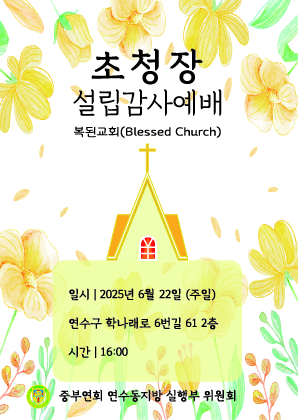 초청장
설립감사예배
복된교회(Blessed Church)
일시 | 2025년 6월 22일 (주일)
연수구 학나래로 6번길 61 2층
시간 | 16:00
중부연회 연수동지방 실행부 위원회